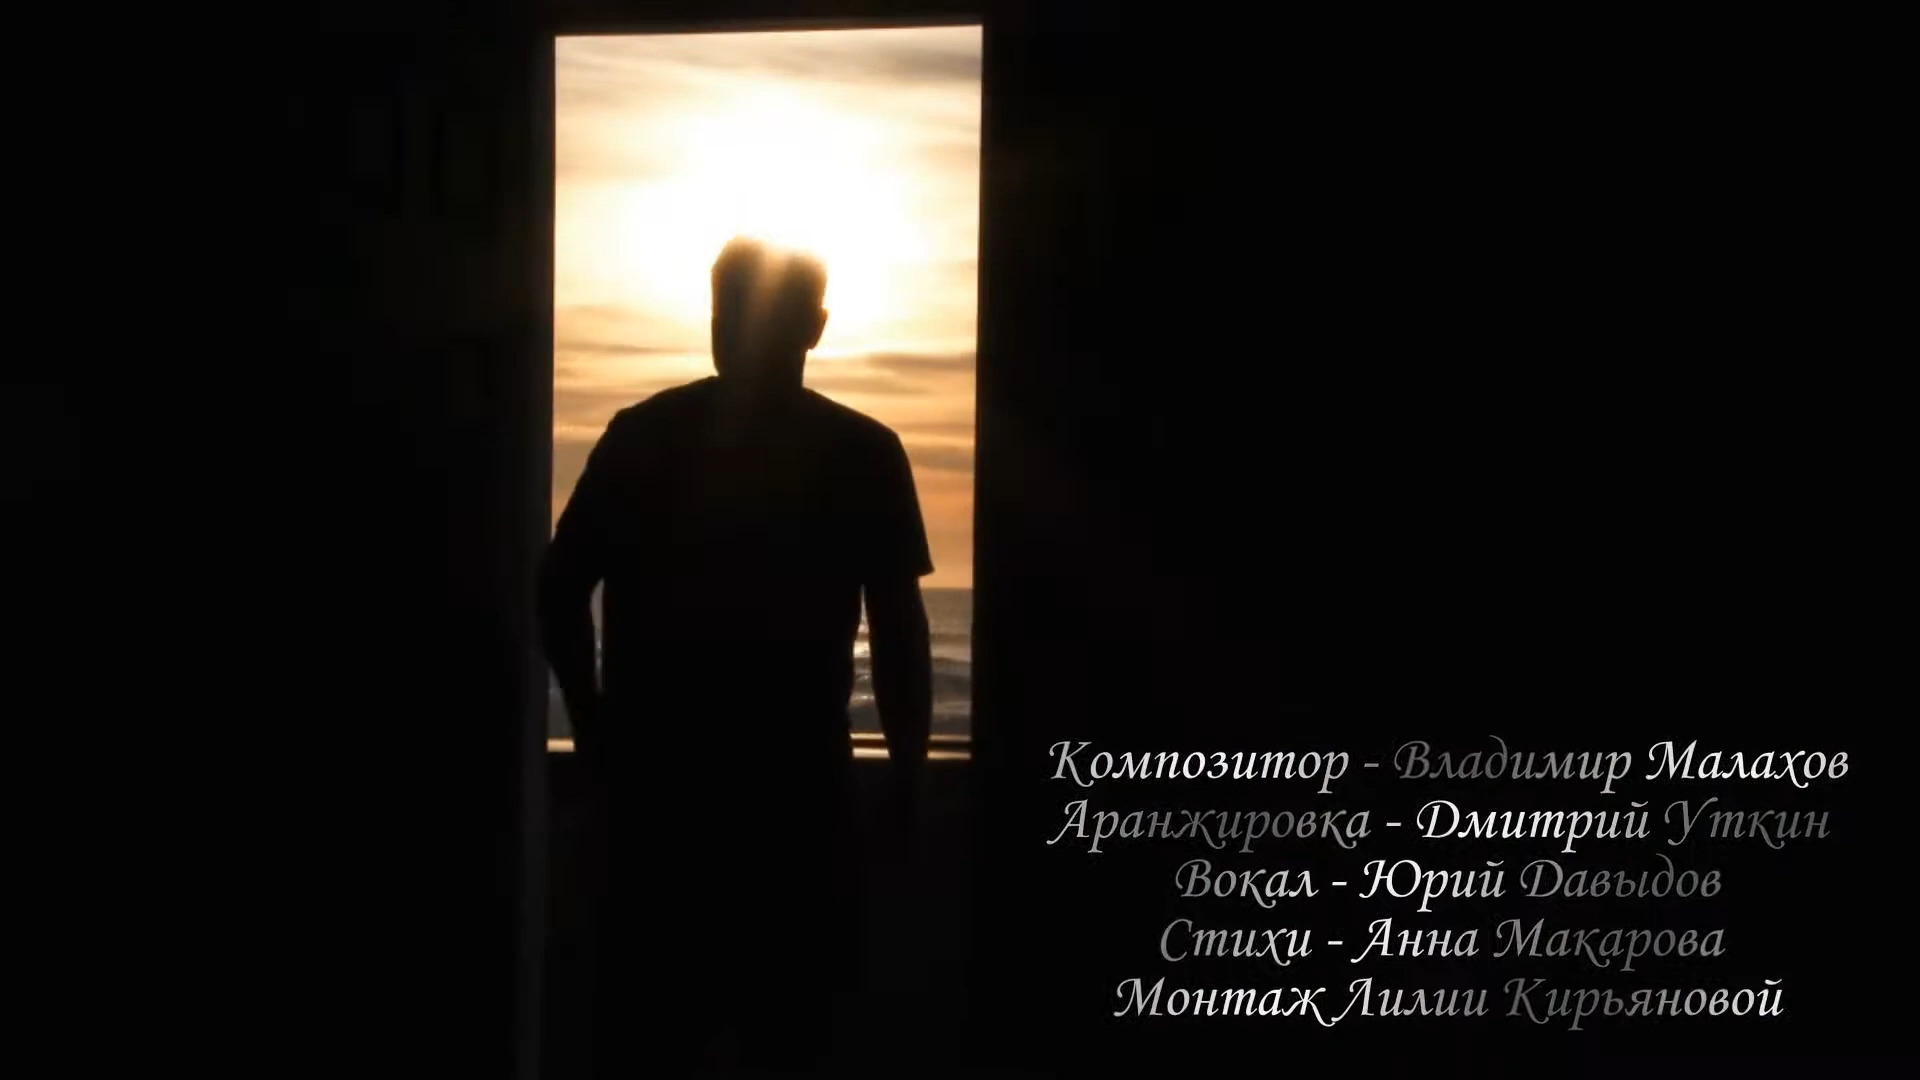 Композитор - Владимир Малахов
Аранжировка - Дмитрий Уткин
Вокал - Юрий Давыдов
Стихи - Анна Макарова
Монтаж Лилии Кирьяновой